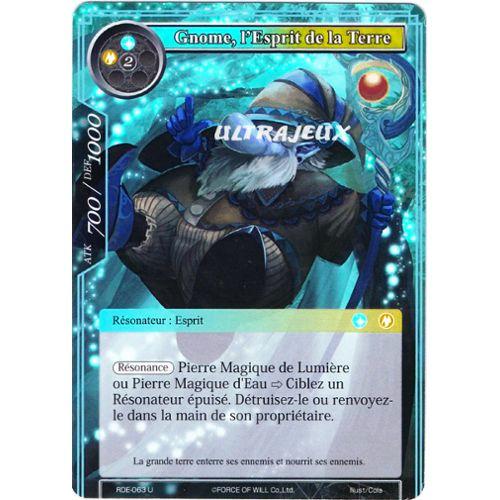 Gnome, l'Esprit de la Terre
2
ULTRAJEUX
ATK 700 / DEF 1000
Résonateur : Esprit
Résonance Pierre Magique de Lumière
ou Pierre Magique d'Eau ⇨ Ciblez un
Résonateur épuisé. Détruisez-le ou renvoyez-
le dans la main de son propriétaire.
La grande terre enterre ses ennemis et nourrit ses ennemis.
RDE-063 U
©FORCE OF WILL Co.,Ltd.
Nust/Cola